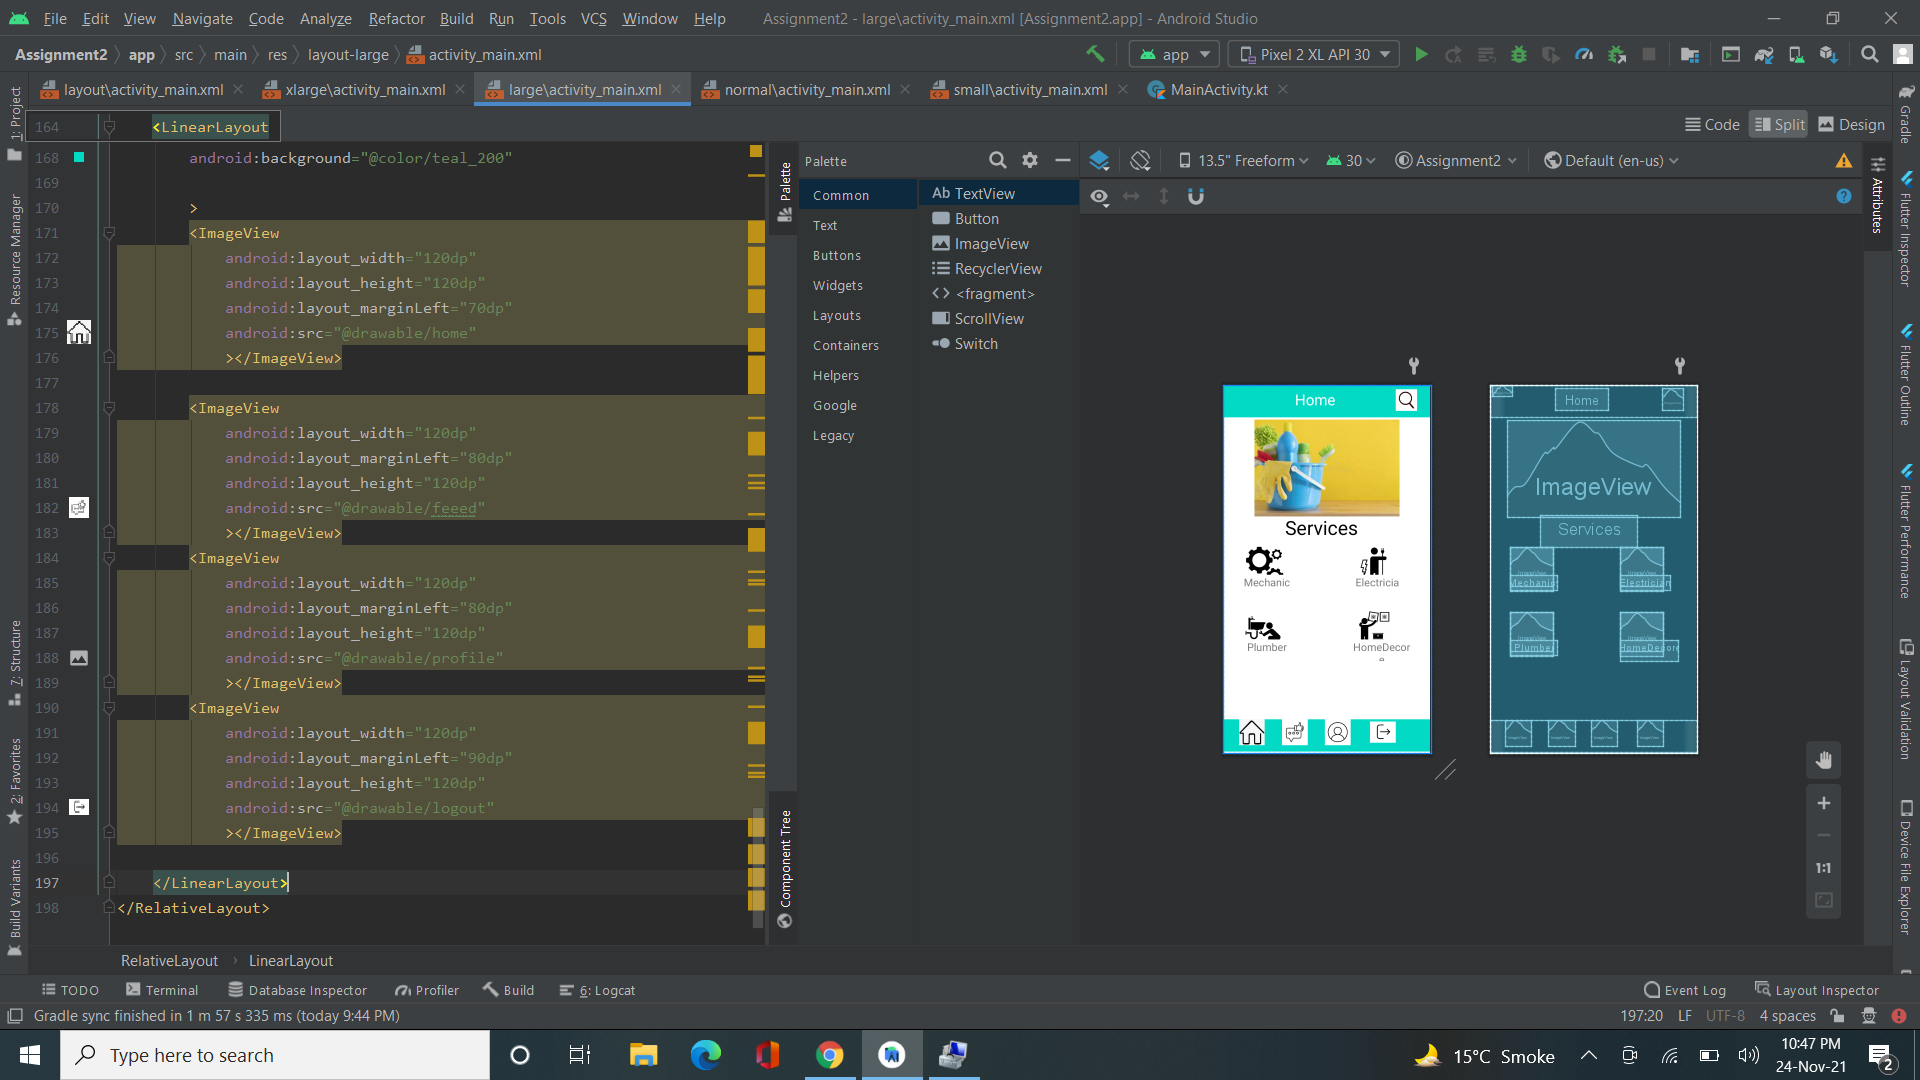 File Edit View Navigate Code Analyze Refactor Build Run Tools VCS Window Help Assignment2 - large\activity_main.xml [Assignment2.app] - Android Studio
Assignment2 app src main res layout-large activity_main.xml app Pixel 2 XL API 30
layout\activity_main.xml xlarge\activity_main.xml large\activity_main.xml normal\activity_main.xml small\activity_main.xml MainActivity.kt
164 <LinearLayout Code Split Design
168 android:background="@color/teal_200"
169
170 >
171 <ImageView
172 android:layout_width="120dp"
173 android:layout_height="120dp"
174 android:layout_marginLeft="70dp"
175 android:src="@drawable/home"
176 ></ImageView>
177
178 <ImageView
179 android:layout_width="120dp"
180 android:layout_marginLeft="80dp"
181 android:layout_height="120dp"
182 android:src="@drawable/feeed"
183 ></ImageView>
184 <ImageView
185 android:layout_width="120dp"
186 android:layout_marginLeft="80dp"
187 android:layout_height="120dp"
188 android:src="@drawable/profile"
189 ></ImageView>
190 <ImageView
191 android:layout_width="120dp"
192 android:layout_marginLeft="90dp"
193 android:layout_height="120dp"
194 android:src="@drawable/logout"
195 ></ImageView>
196
197 </LinearLayout>
198 </RelativeLayout>
RelativeLayout LinearLayout
1: Project
Resource Manager
7: Structure
2: Favorites
Build Variants
Palette
Component Tree
Palette
Common
Text
Buttons
Widgets
Layouts
Containers
Helpers
Google
Legacy
Ab TextView
Button
ImageView
RecyclerView
<fragment>
ScrollView
Switch
13.5" Freeform 30 Assignment2 Default (en-us)
Home
Services
Mechanic Electricia
Plumber HomeDecor
Home
ImageView
Services
Mechanic Electrician
Plumber HomeDecore
1:1
Attributes
Gradle
Flutter Inspector
Flutter Outline
Flutter Performance
Layout Validation
Device File Explorer
TODO Terminal Database Inspector Profiler Build 6: Logcat Event Log Layout Inspector
Gradle sync finished in 1 m 57 s 335 ms (today 9:44 PM) 197:20 LF UTF-8 4 spaces
Type here to search 15°C Smoke 10:47 PM
24-Nov-21 2